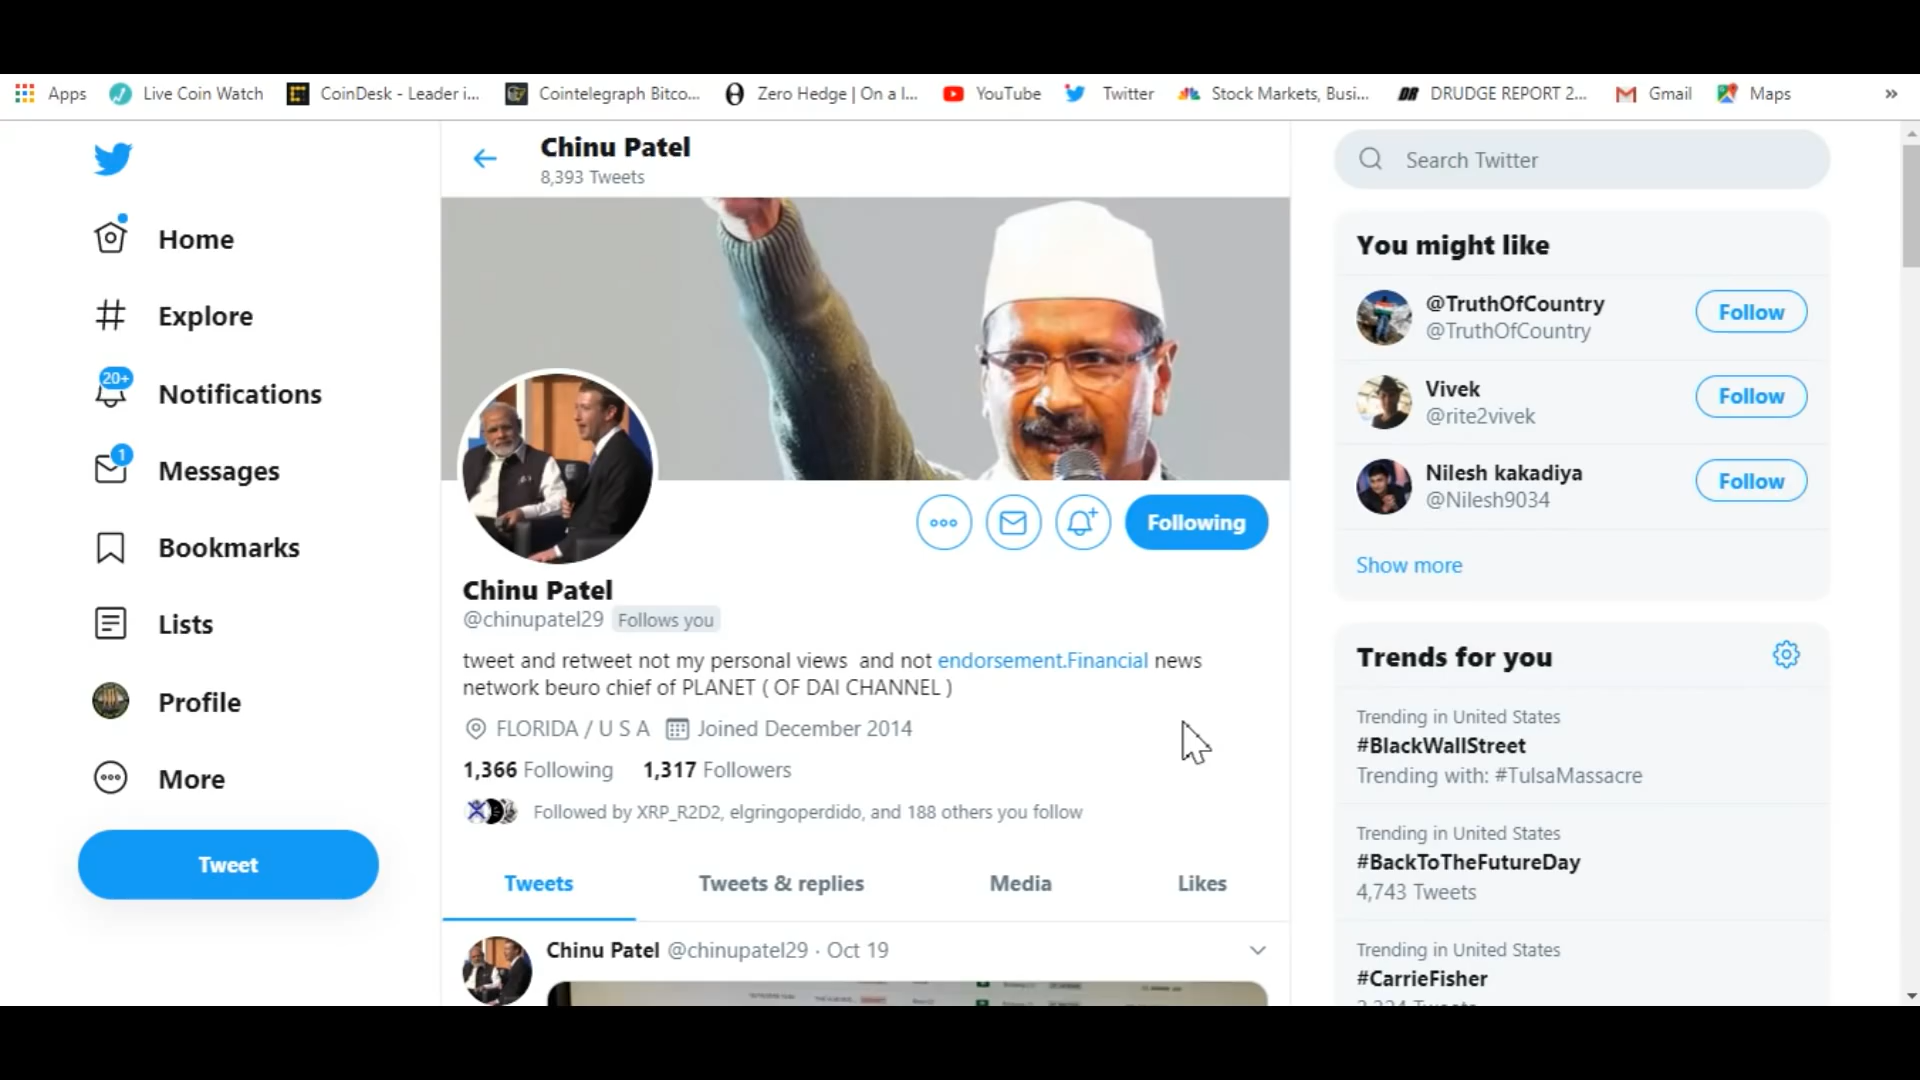 Apps
Live Coin Watch
CoinDesk - Leader i...
Cointelegraph Bitco...
Zero Hedge | On a l...
YouTube
Twitter
Stock Markets, Busi...
DRUDGE REPORT 2...
Gmail
Maps
»
Home
Explore
20+
Notifications
1
Messages
Bookmarks
Lists
Profile
More
Tweet
Chinu Patel
8,393 Tweets
Following
Chinu Patel
@chinupatel29 Follows you
tweet and retweet not my personal views and not endorsement.Financial news
network beuro chief of PLANET ( OF DAI CHANNEL )
FLORIDA / U S A Joined December 2014
1,366 Following 1,317 Followers
Followed by XRP_R2D2, elgringoperdido, and 188 others you follow
Tweets
Tweets & replies
Media
Likes
Chinu Patel @chinupatel29 · Oct 19
Search Twitter
You might like
@TruthOfCountry
@TruthOfCountry
Follow
Vivek
@rite2vivek
Follow
Nilesh kakadiya
@Nilesh9034
Follow
Show more
Trends for you
Trending in United States
#BlackWallStreet
Trending with: #TulsaMassacre
Trending in United States
#BackToTheFutureDay
4,743 Tweets
Trending in United States
#CarrieFisher